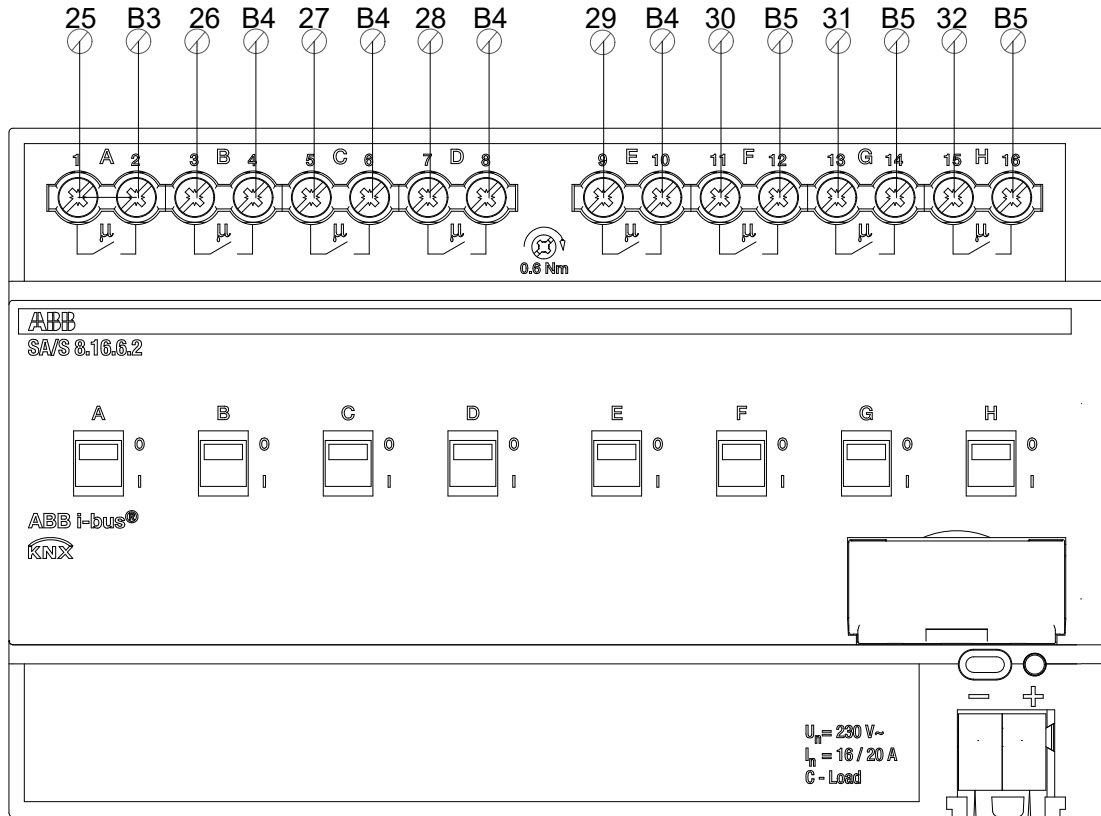 25 B3 26 B4 27 B4 28 B4 29 B4 30 B5 31 B5 32 B5
1 A 2 3 B 4 5 C 6 7 D 8 9 E 10 11 F 12 13 G 14 15 H 16
µ µ µ µ µ µ µ µ
0.6 Nm
ABB
SA/S 8.16.6.2
A B C D E F G H
0 0 0 0 0 0 0 0
I I I I I I I I
ABB i-bus®
KNX
− +
Un= 230 V~
In = 16 / 20 A
C - Load